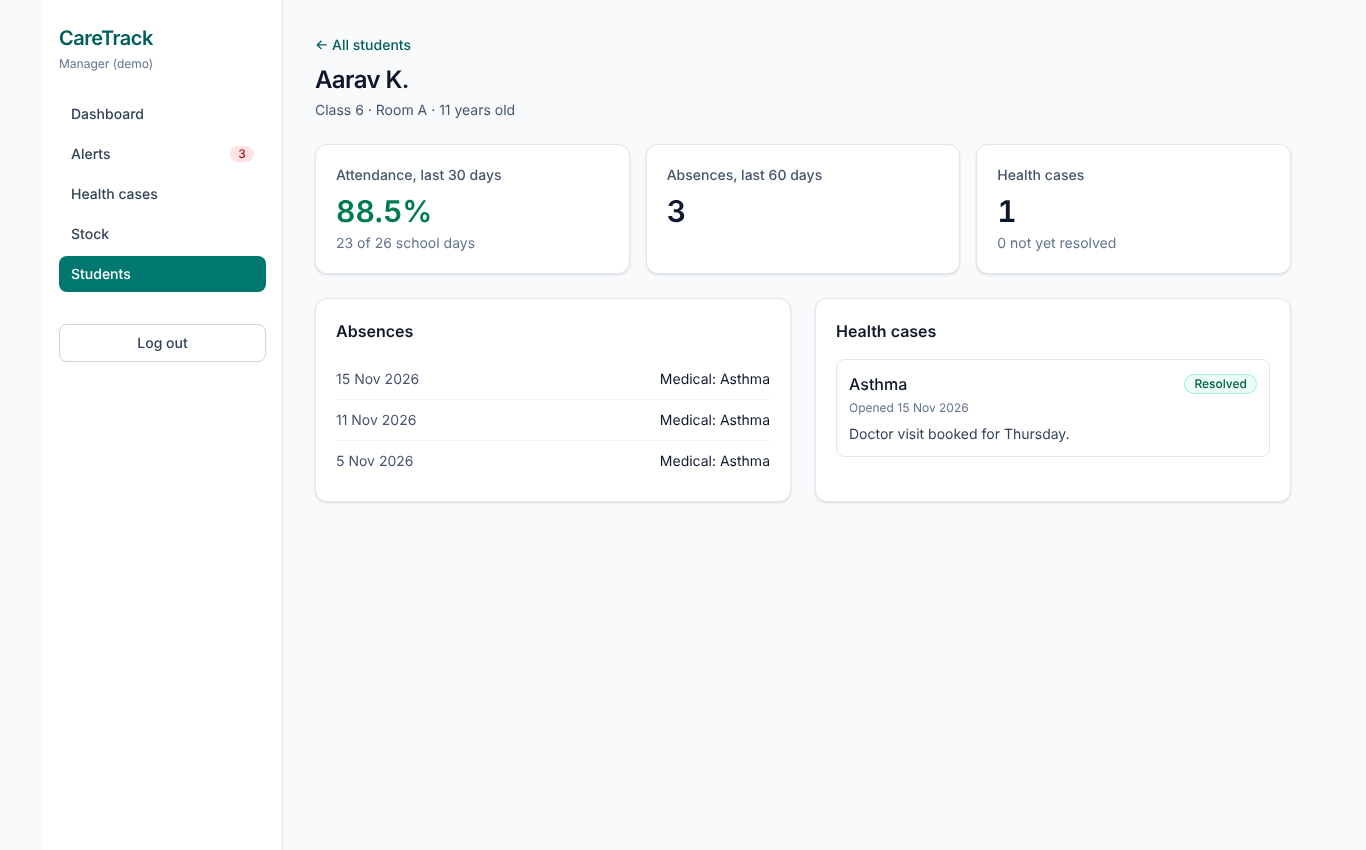 CareTrack
Manager (demo)
Dashboard
Alerts 3
Health cases
Stock
Students
Log out
← All students
Aarav K.
Class 6 · Room A · 11 years old
Attendance, last 30 days
88.5%
23 of 26 school days
Absences, last 60 days
3
Health cases
1
0 not yet resolved
Absences
15 Nov 2026 Medical: Asthma
11 Nov 2026 Medical: Asthma
5 Nov 2026 Medical: Asthma
Health cases
Asthma Resolved
Opened 15 Nov 2026
Doctor visit booked for Thursday.